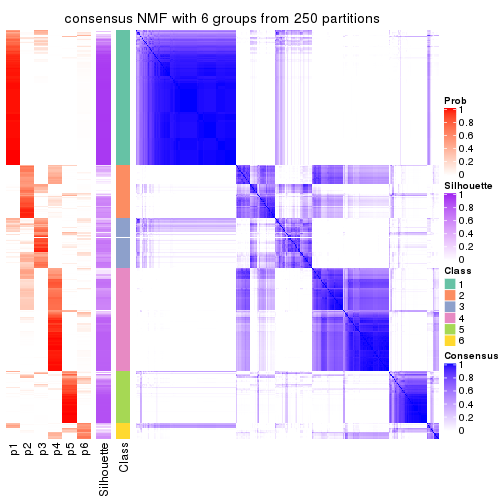 consensus NMF with 6 groups from 250 partitions
Prob
1
0.8
0.6
0.4
0.2
0
Silhouette
1
0.8
0.6
0.4
0.2
0
Class
1
2
3
4
5
6
Consensus
1
0.8
0.6
0.4
0.2
0
p1
p2
p3
p4
p5
p6
Silhouette
Class